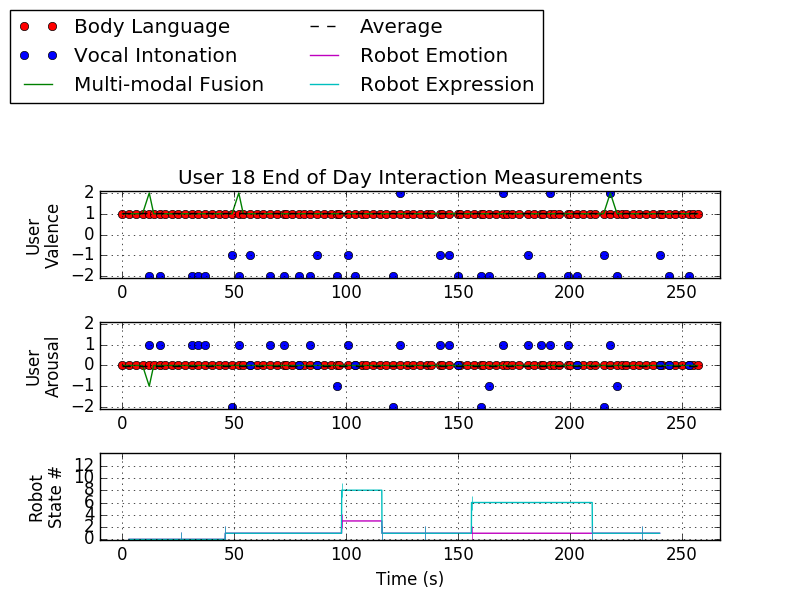 Body Language
Vocal Intonation
Multi-modal Fusion
Average
Robot Emotion
Robot Expression
User 18 End of Day Interaction Measurements
User
Valence
2
1
0
−1
−2
0 50 100 150 200 250
User
Arousal
2
1
0
−1
−2
0 50 100 150 200 250
Robot
State #
12
10
8
6
4
2
0
0 50 100 150 200 250
Time (s)